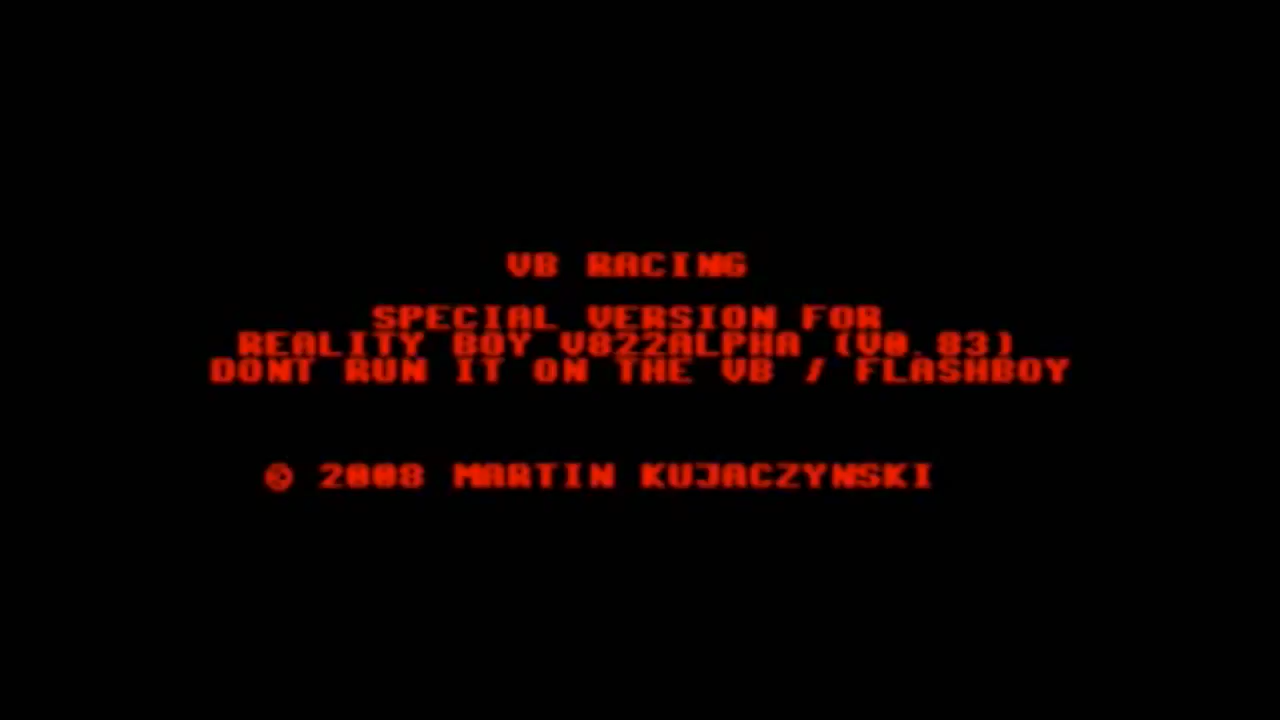 VB RACING
SPECIAL VERSION FOR
REALITY BOY V822ALPHA (V0.83)
DONT RUN IT ON THE VB / FLASHBOY
© 2008 MARTIN KUJACZYNSKI